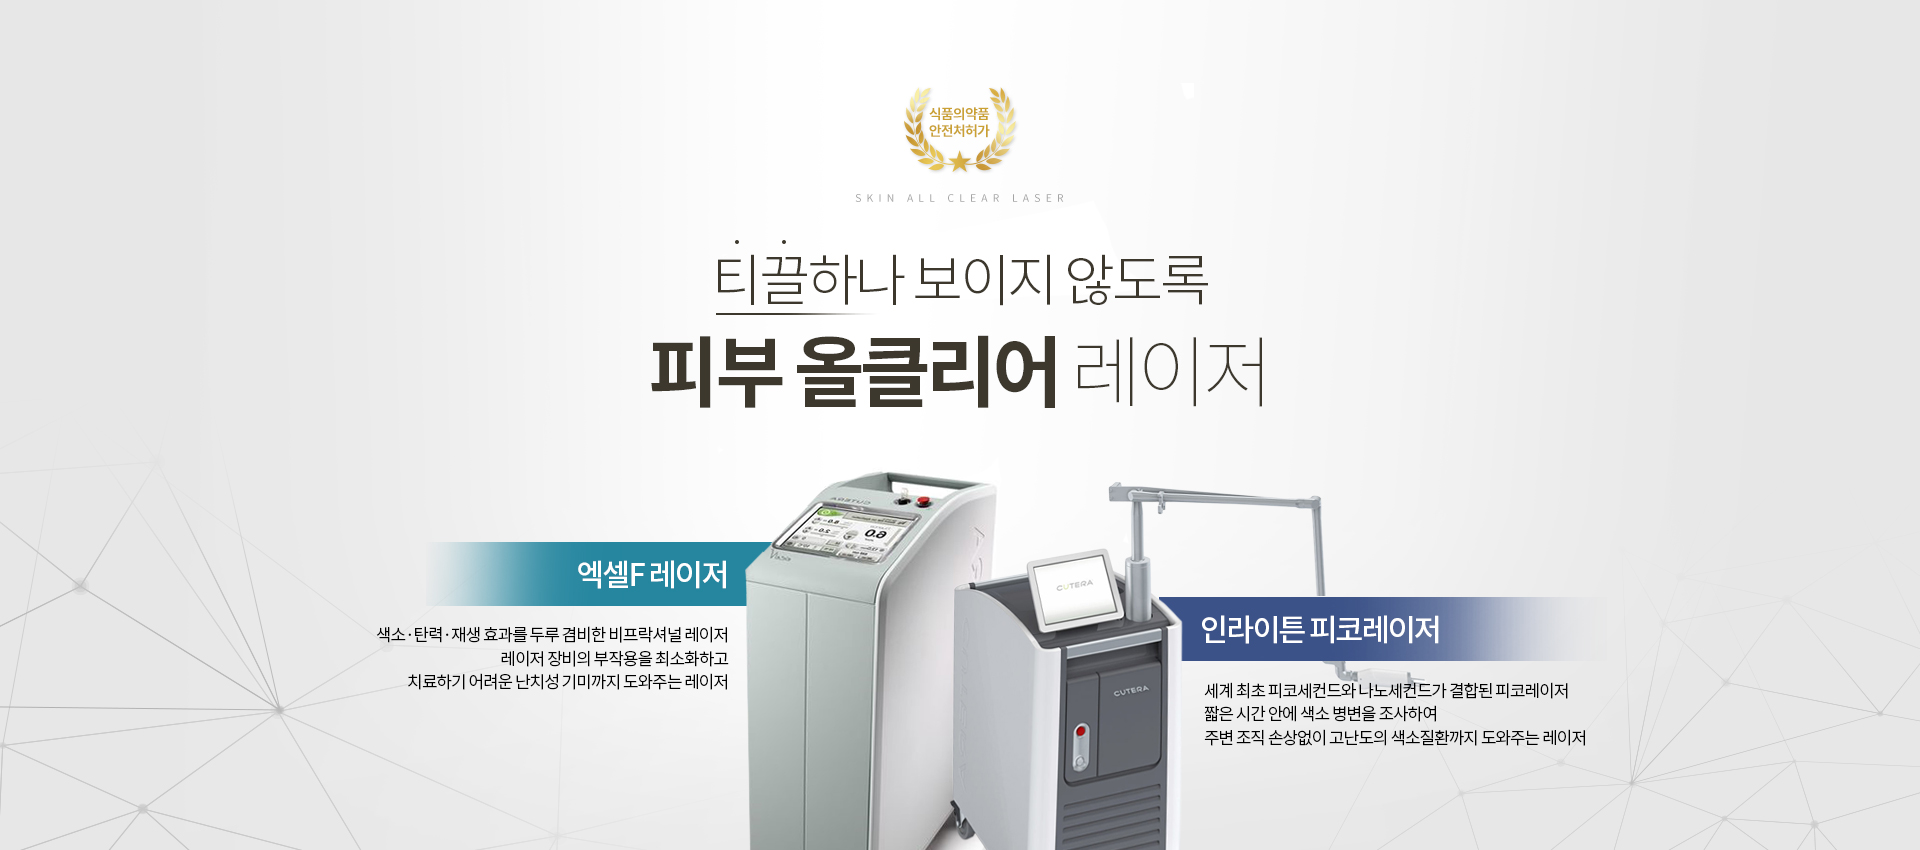 식품의약품
안전처허가
SKIN ALL CLEAR LASER
티끌하나 보이지 않도록
피부 올클리어 레이저
엑셀F 레이저
색소·탄력·재생 효과를 두루 겸비한 비프락셔널 레이저
레이저 장비의 부작용을 최소화하고
치료하기 어려운 난치성 기미까지 도와주는 레이저
CUTERA
CUTERA
인라이튼 피코레이저
세계 최초 피코세컨드와 나노세컨드가 결합된 피코레이저
짧은 시간 안에 색소 병변을 조사하여
주변 조직 손상없이 고난도의 색소질환까지 도와주는 레이저